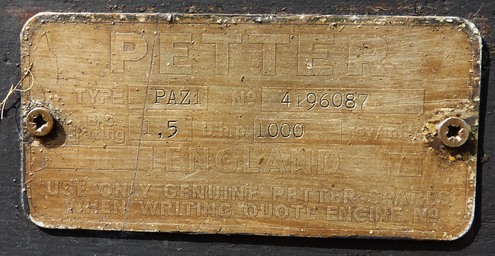 PETTER
TYPE PAZ1 No 4196087
Rating 1,5 H.P. 1000 Rev/min
ENGLAND
USE ONLY GENUINE PETTER SPARES
WHEN WRITING QUOTE ENGINE No